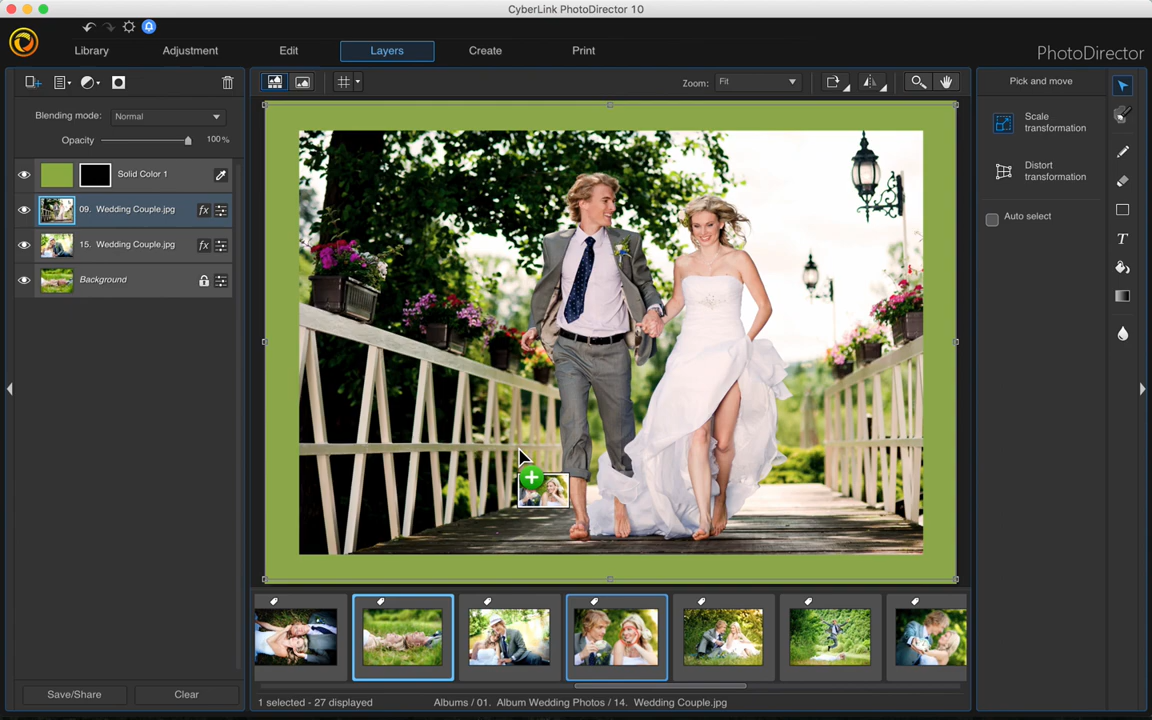 CyberLink PhotoDirector 10
Library
Adjustment
Edit
Layers
Create
Print
PhotoDirector
Zoom:
Fit
Blending mode:
Normal
Opacity
100%
Solid Color 1
09. Wedding Couple.jpg
fx
15. Wedding Couple.jpg
fx
Background
Pick and move
Scale
transformation
Distort
transformation
Auto select
T
Save/Share
Clear
1 selected - 27 displayed
Albums / 01. Album Wedding Photos / 14. Wedding Couple.jpg